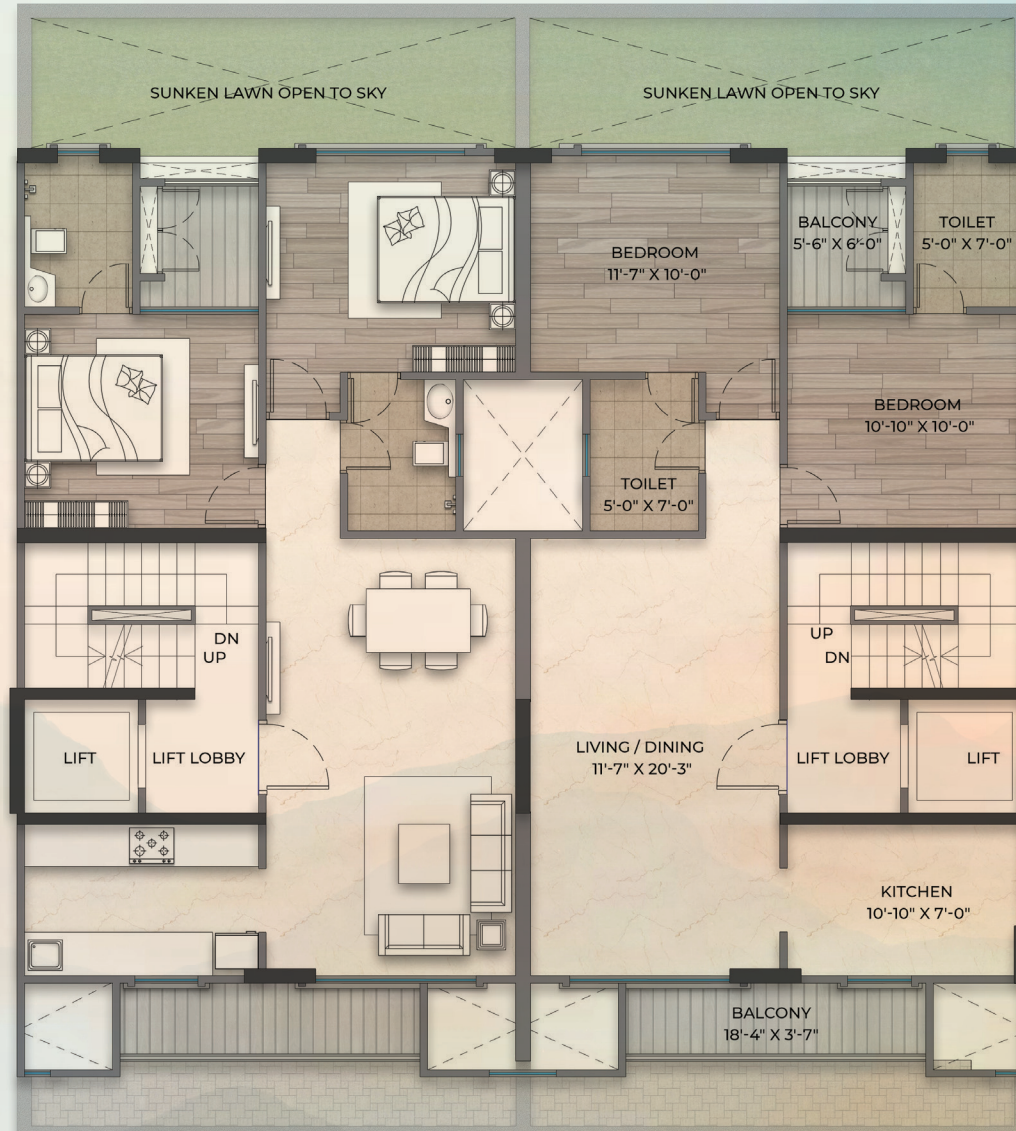 SUNKEN LAWN OPEN TO SKY
SUNKEN LAWN OPEN TO SKY
BALCONY
5'-6" X 6'-0"
TOILET
5'-0" X 7'-0"
BEDROOM
11'-7" X 10'-0"
BEDROOM
10'-10" X 10'-0"
TOILET
5'-0" X 7'-0"
DN
UP
UP
DN
LIFT
LIFT LOBBY
LIVING / DINING
11'-7" X 20'-3"
LIFT LOBBY
LIFT
KITCHEN
10'-10" X 7'-0"
BALCONY
18'-4" X 3'-7"